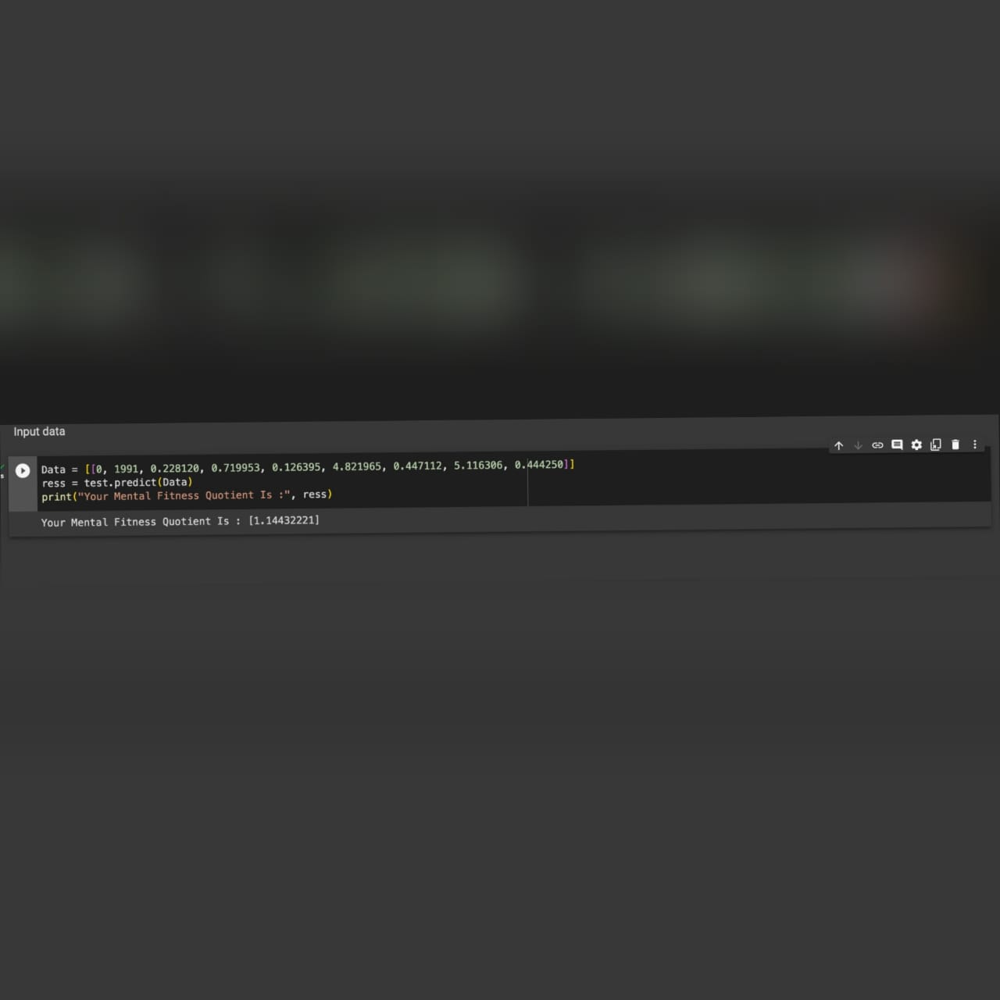 Input data
Data = [[0, 1991, 0.228120, 0.719953, 0.126395, 4.821965, 0.447112, 5.116306, 0.444250]]
ress = test.predict(Data)
print("Your Mental Fitness Quotient Is :", ress)
Your Mental Fitness Quotient Is : [1.14432221]